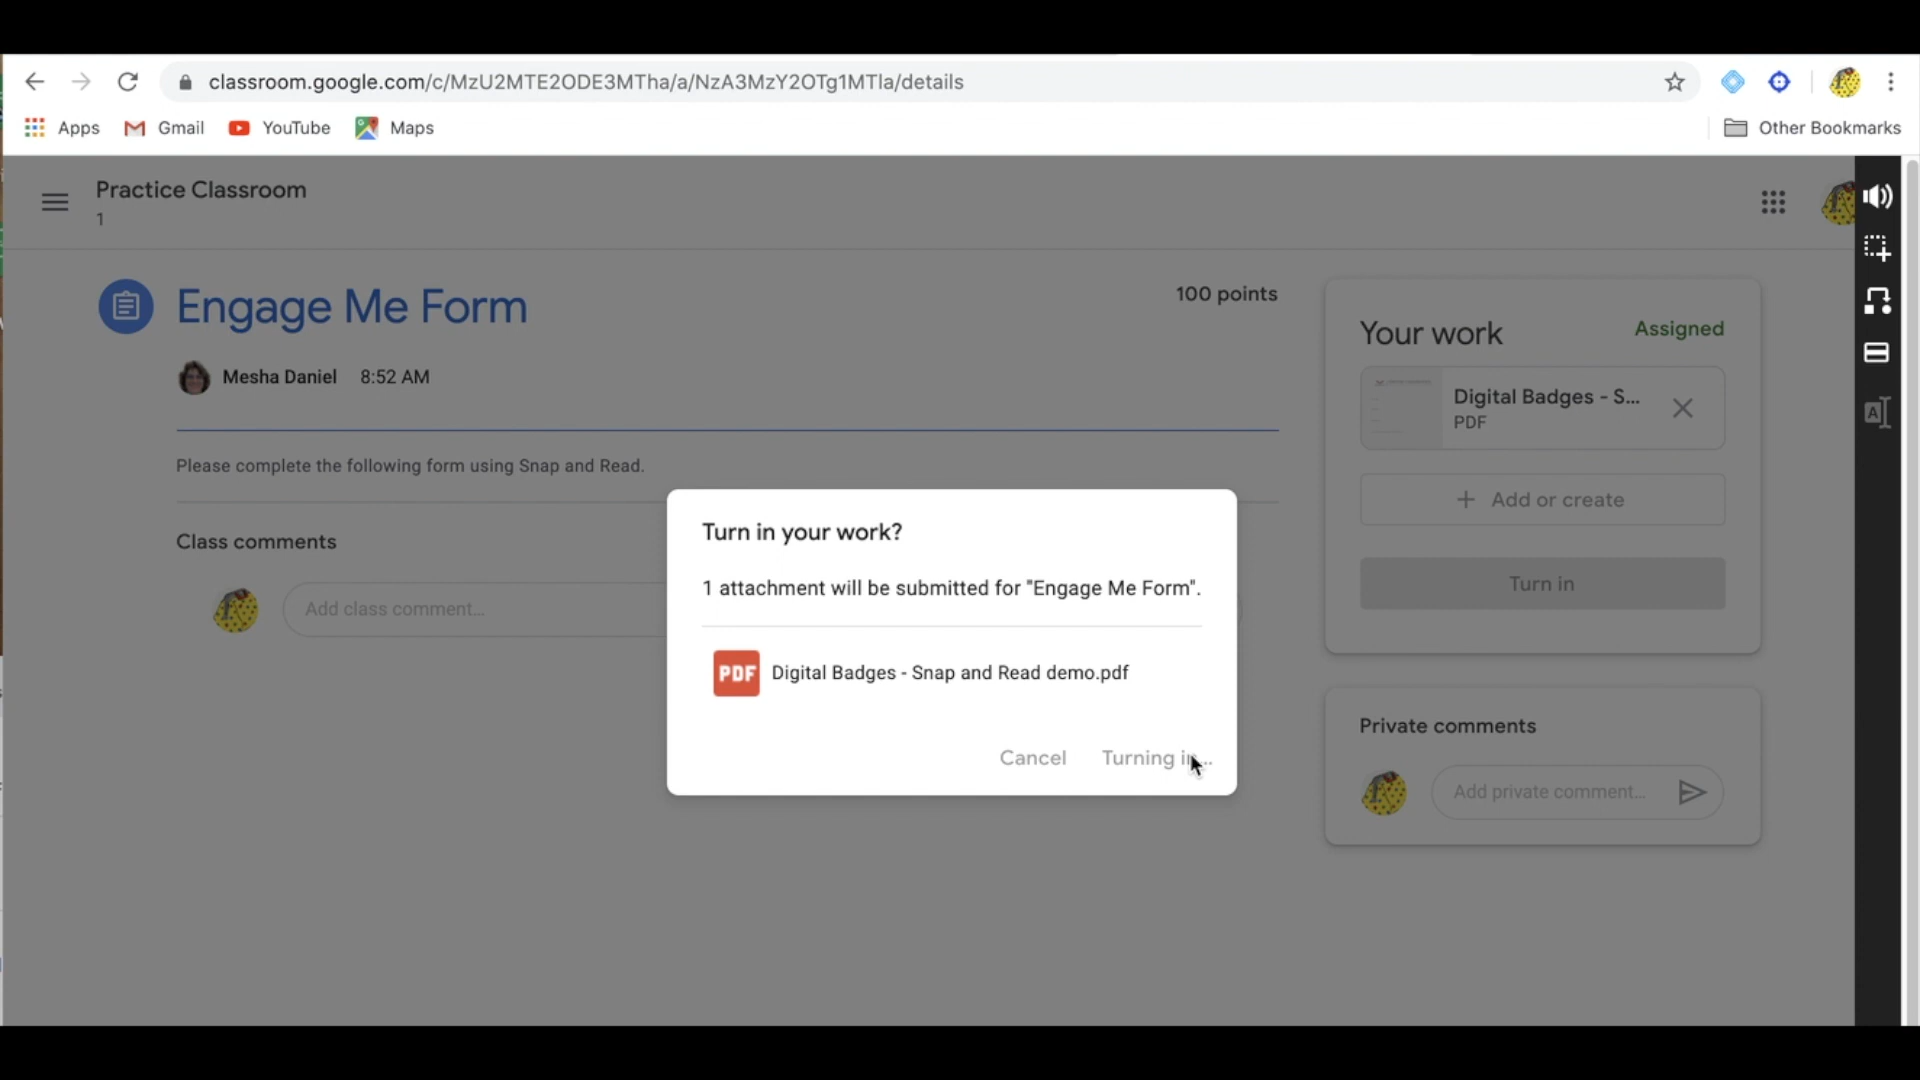 classroom.google.com/c/MzU2MTE2ODE3MTha/a/NzA3MzY2OTg1MTla/details
Apps Gmail YouTube Maps Other Bookmarks
Practice Classroom
1
Engage Me Form
100 points
Mesha Daniel 8:52 AM
Please complete the following form using Snap and Read.
Class comments
Add class comment...
Your work Assigned
Digital Badges - S...
PDF
+ Add or create
Turn in
Private comments
Add private comment...
Turn in your work?
1 attachment will be submitted for "Engage Me Form".
PDF Digital Badges - Snap and Read demo.pdf
Cancel Turning in...
A